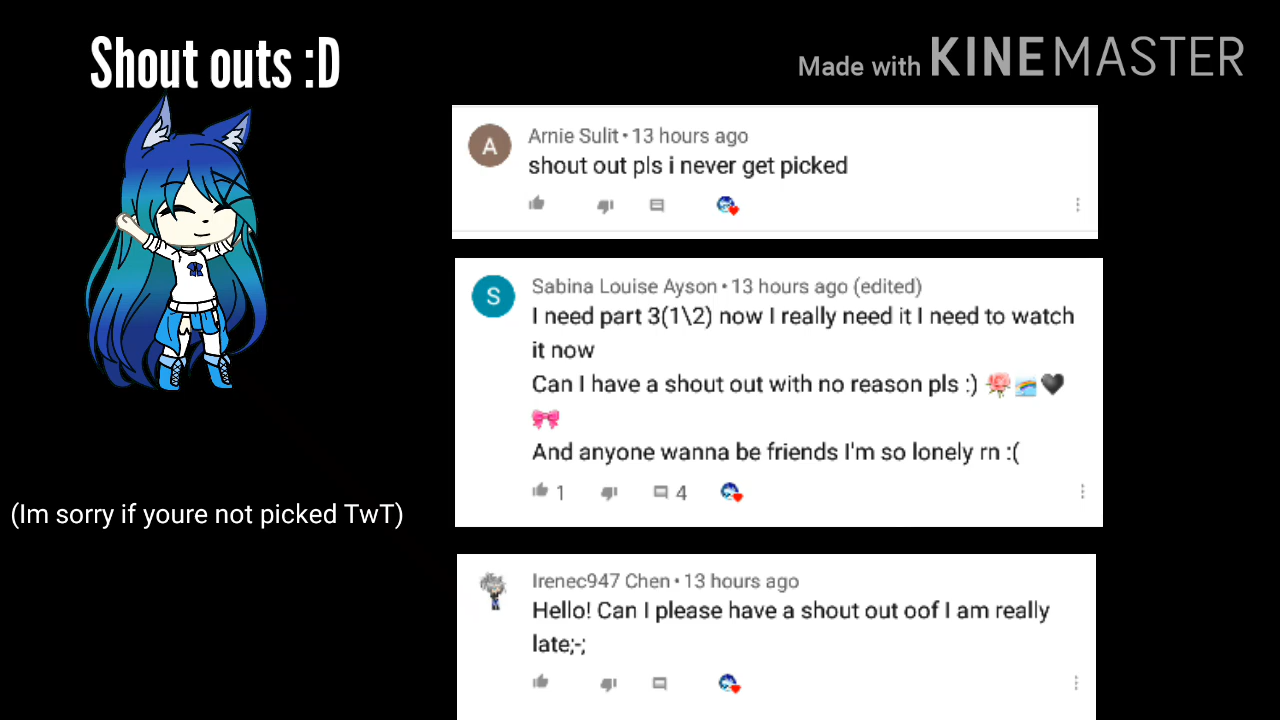 Shout outs :D
Made with KINEMASTER
A
Arnie Sulit • 13 hours ago
shout out pls i never get picked
S
Sabina Louise Ayson • 13 hours ago (edited)
I need part 3(1\2) now I really need it I need to watch
it now
Can I have a shout out with no reason pls :) 🌹🌈🖤
🎀
And anyone wanna be friends I'm so lonely rn :(
1
4
(Im sorry if youre not picked TwT)
Irenec947 Chen • 13 hours ago
Hello! Can I please have a shout out oof I am really
late;-;